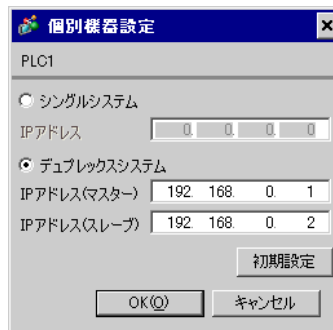 個別機器設定
PLC1
シングルシステム
IPアドレス 0. 0. 0. 0
デュプレックスシステム
IPアドレス(マスター) 192. 168. 0. 1
IPアドレス(スレーブ) 192. 168. 0. 2
初期設定
OK(O) キャンセル